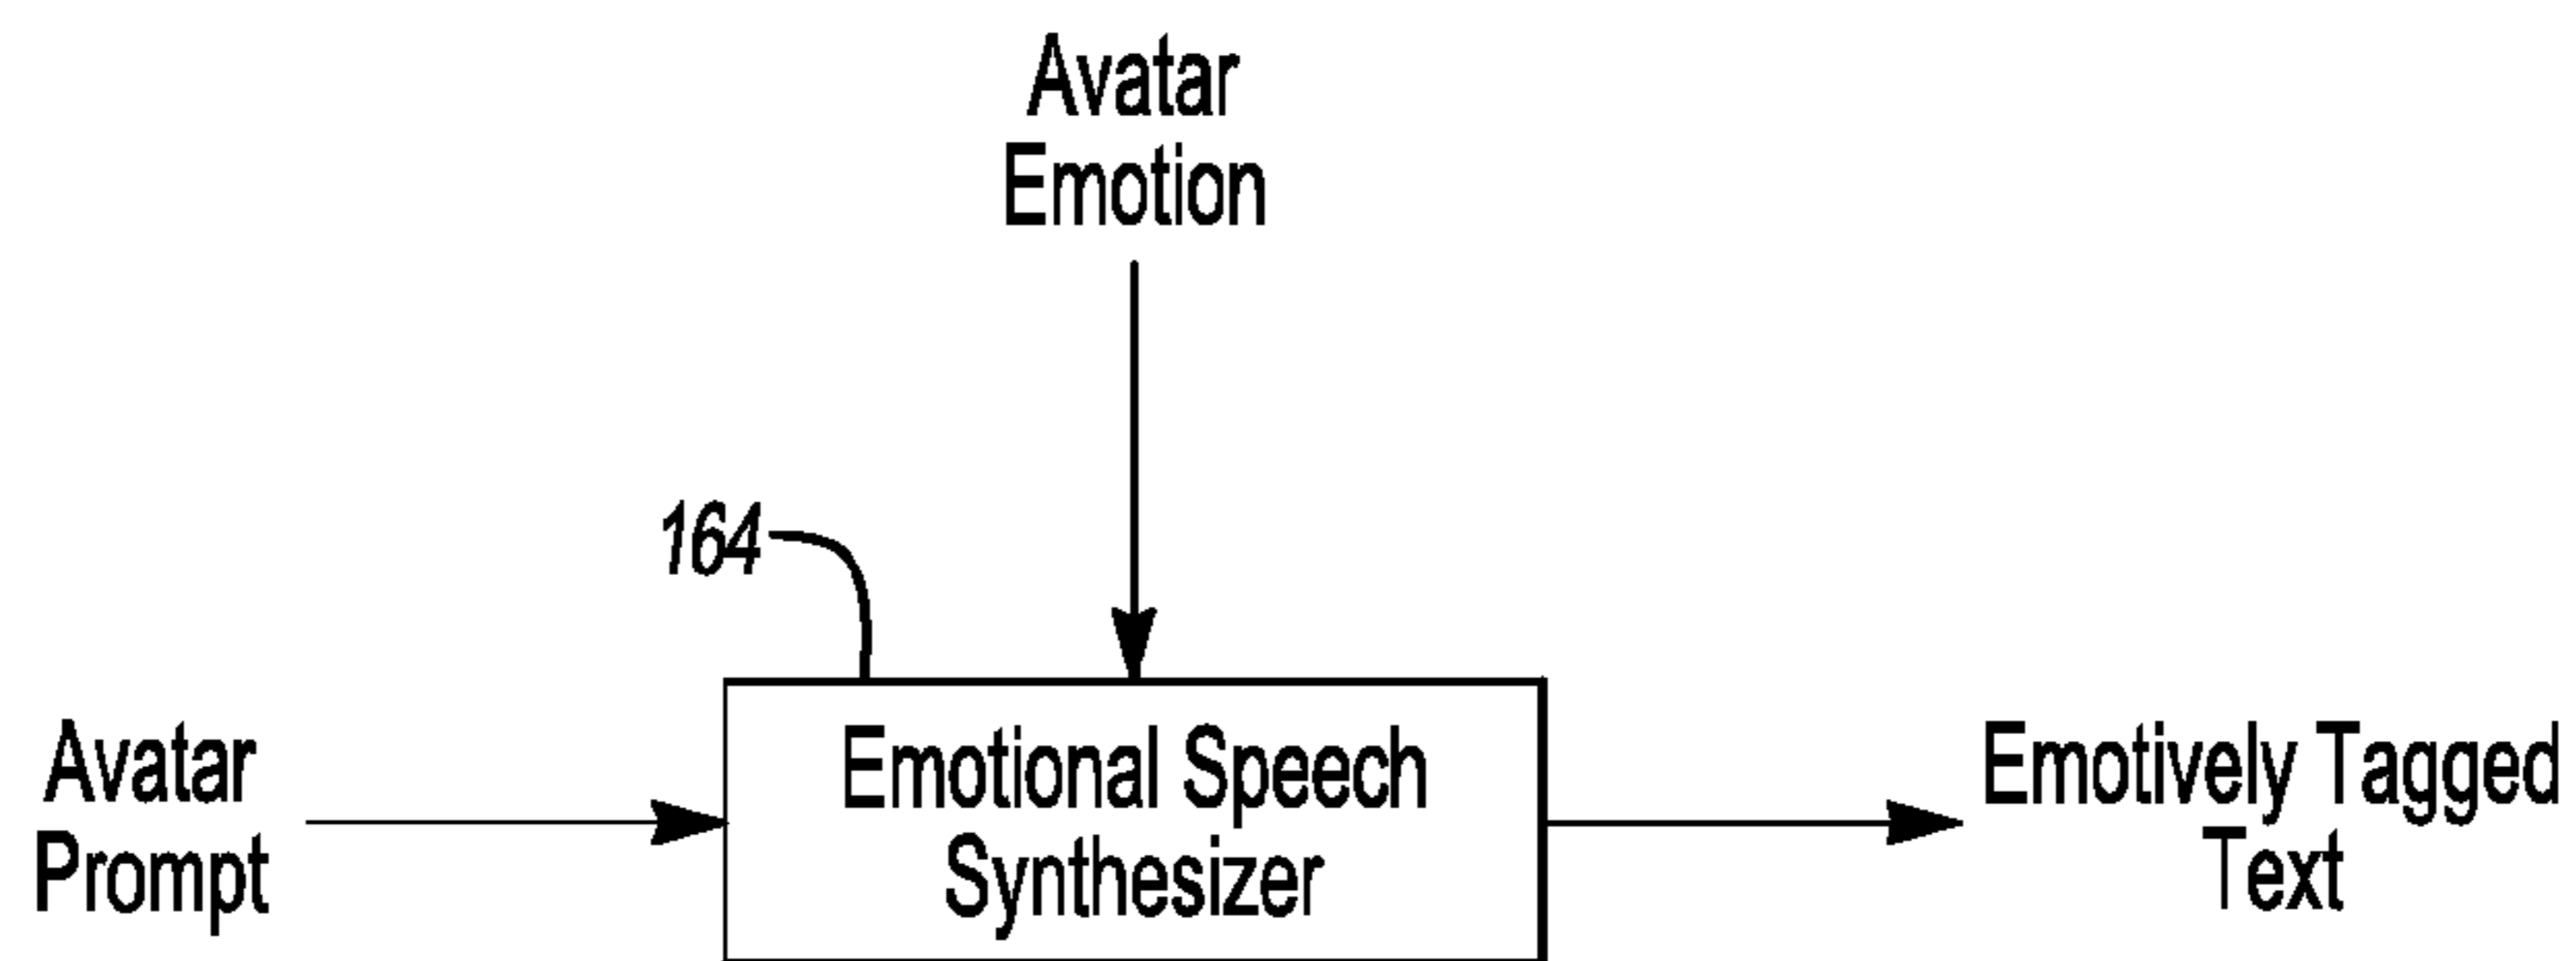 Avatar
Emotion
164
Avatar
Prompt
Emotional Speech
Synthesizer
Emotively Tagged
Text